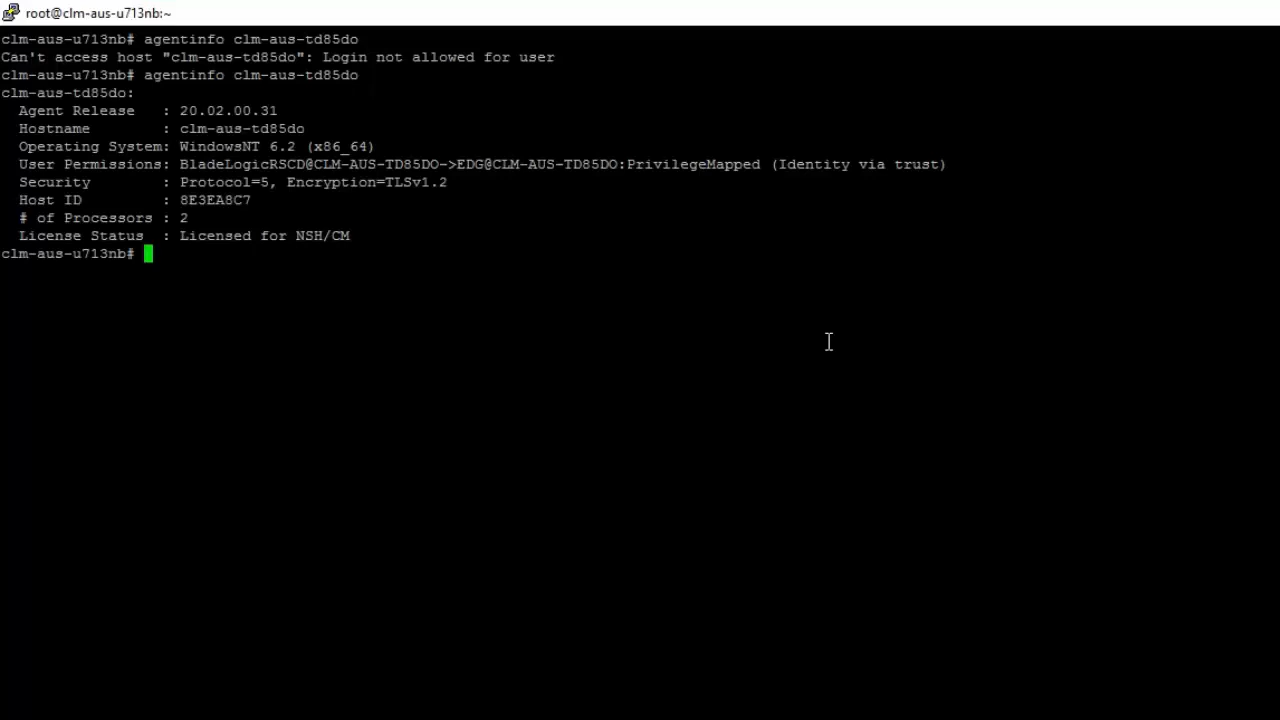 root@clm-aus-u713nb:~
clm-aus-u713nb# agentinfo clm-aus-td85do
Can't access host "clm-aus-td85do": Login not allowed for user
clm-aus-u713nb# agentinfo clm-aus-td85do
clm-aus-td85do:
  Agent Release   : 20.02.00.31
  Hostname        : clm-aus-td85do
  Operating System: WindowsNT 6.2 (x86_64)
  User Permissions: BladeLogicRSCD@CLM-AUS-TD85DO->EDG@CLM-AUS-TD85DO:PrivilegeMapped (Identity via trust)
  Security        : Protocol=5, Encryption=TLSv1.2
  Host ID         : 8E3EA8C7
  # of Processors : 2
  License Status  : Licensed for NSH/CM
clm-aus-u713nb#